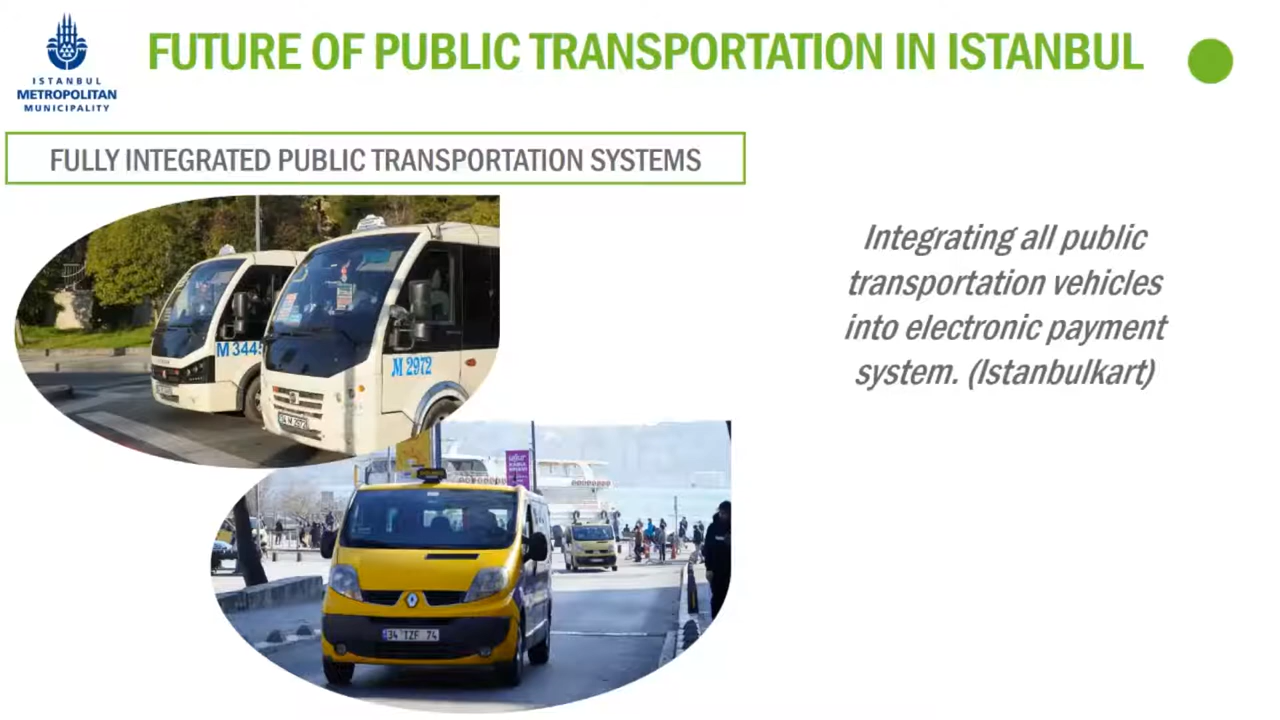 ISTANBUL
METROPOLITAN
MUNICIPALITY
FUTURE OF PUBLIC TRANSPORTATION IN ISTANBUL
FULLY INTEGRATED PUBLIC TRANSPORTATION SYSTEMS
Integrating all public
transportation vehicles
into electronic payment
system. (Istanbulkart)
M 3445
M 2972
34 TZF 74